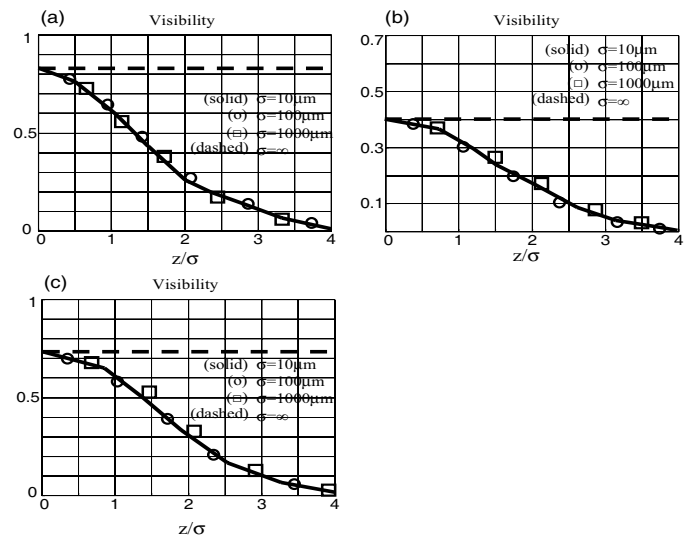 (a)
Visibility
1
0.5
0
(solid) σ=10μm
(o) σ=100μm
(□) σ=1000μm
(dashed) σ=∞
0 1 2 3 4
z/σ
(b)
Visibility
0.7
0.5
0.3
0.1
(solid) σ=10μm
(o) σ=100μm
(□) σ=1000μm
(dashed) σ=∞
0 1 2 3 4
z/σ
(c)
Visibility
1
0.5
0
(solid) σ=10μm
(o) σ=100μm
(□) σ=1000μm
(dashed) σ=∞
0 1 2 3 4
z/σ